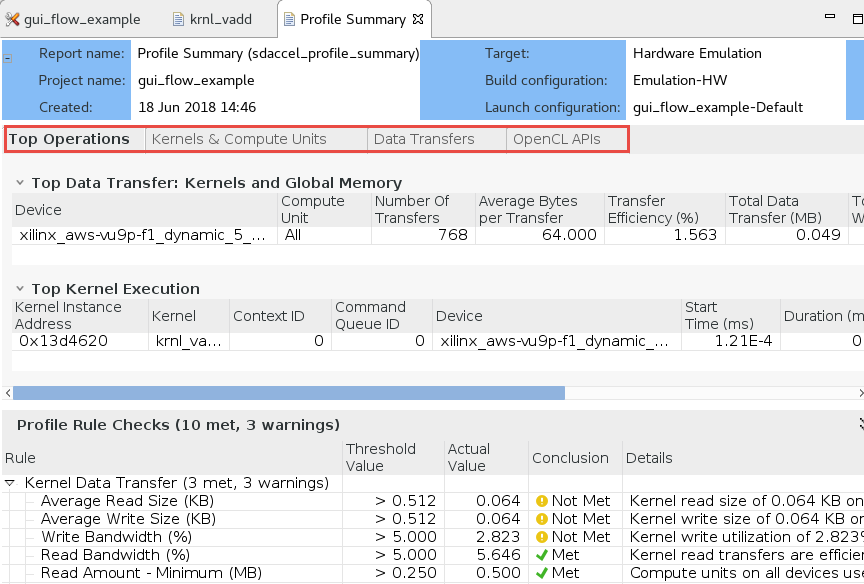 gui_flow_example krnl_vadd Profile Summary
Report name: Profile Summary (sdaccel_profile_summary) Target: Hardware Emulation
Project name: gui_flow_example Build configuration: Emulation-HW
Created: 18 Jun 2018 14:46 Launch configuration: gui_flow_example-Default
Top Operations Kernels & Compute Units Data Transfers OpenCL APIs
Top Data Transfer: Kernels and Global Memory
Device Compute Unit Number Of Transfers Average Bytes per Transfer Transfer Efficiency (%) Total Data Transfer (MB)
xilinx_aws-vu9p-f1_dynamic_5_... All 768 64.000 1.563 0.049
Top Kernel Execution
Kernel Instance Address Kernel Context ID Command Queue ID Device Start Time (ms) Duration (m
0x13d4620 krnl_va... 0 0 xilinx_aws-vu9p-f1_dynamic_... 1.21E-4 0
Profile Rule Checks (10 met, 3 warnings)
Rule Threshold Value Actual Value Conclusion Details
Kernel Data Transfer (3 met, 3 warnings)
Average Read Size (KB) > 0.512 0.064 Not Met Kernel read size of 0.064 KB on
Average Write Size (KB) > 0.512 0.064 Not Met Kernel write size of 0.064 KB on
Write Bandwidth (%) > 5.000 2.823 Not Met Kernel write utilization of 2.823%
Read Bandwidth (%) > 5.000 5.646 Met Kernel read transfers are efficien
Read Amount - Minimum (MB) > 0.250 0.500 Met Compute units on all devices use